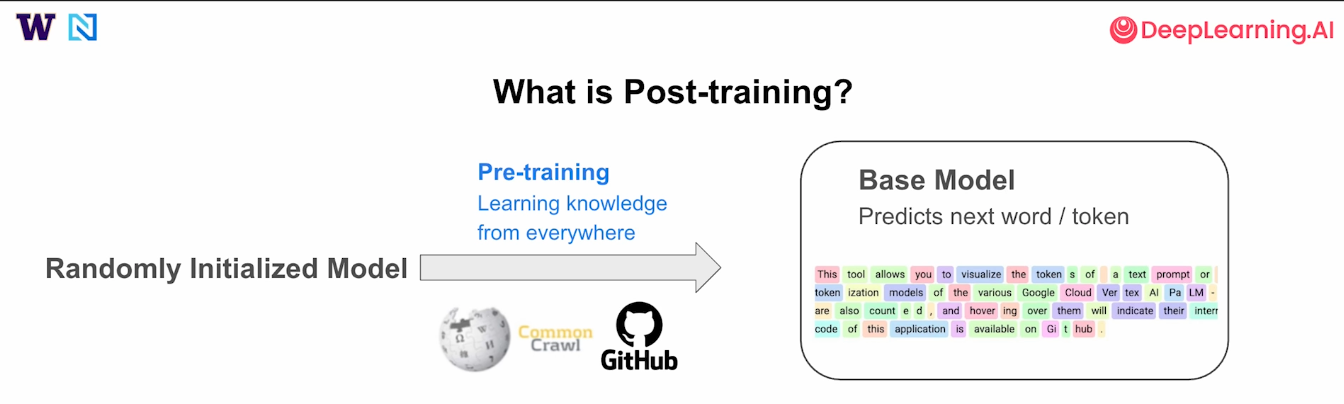 W N
DeepLearning.AI
What is Post-training?
Pre-training
Learning knowledge
from everywhere
Randomly Initialized Model
W
Ω
Common
Crawl
GitHub
Base Model
Predicts next word / token
This tool allows you to visualize the token s of a text prompt or
token ization models of the various Google Cloud Ver tex AI Pa LM -
are also count e d , and hover ing over them will indicate their intern
code of this application is available on Gi t hub .